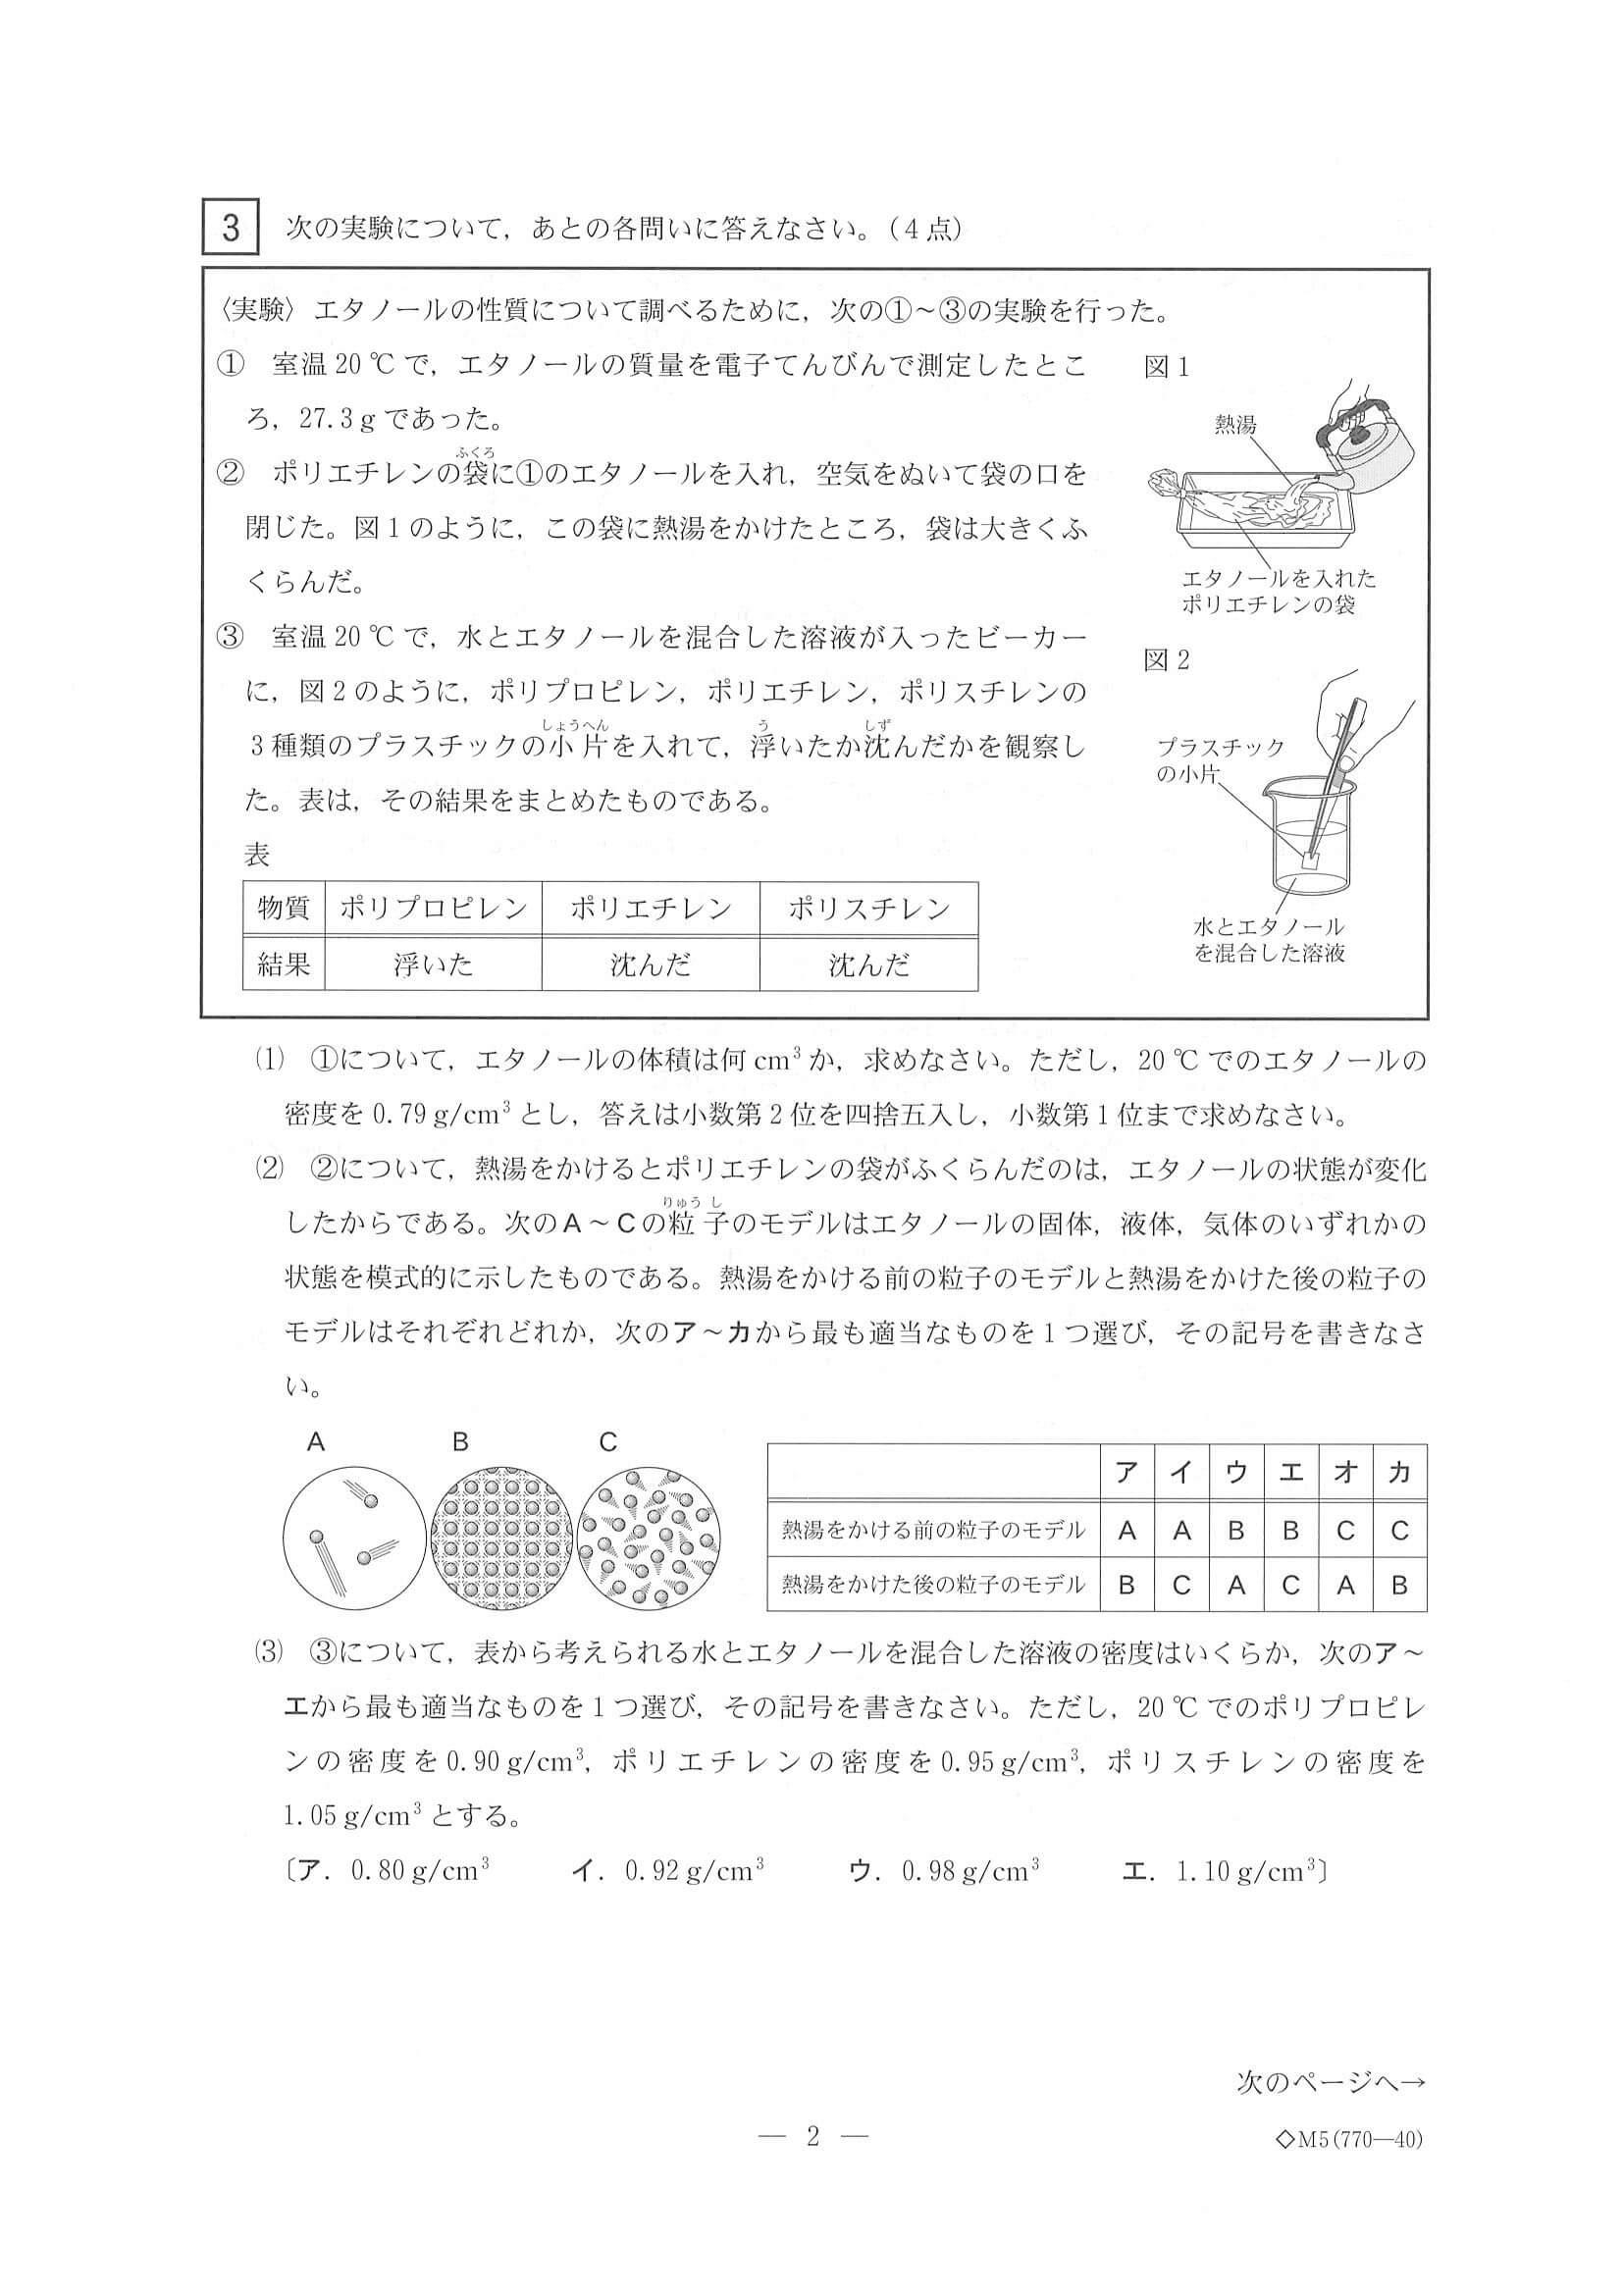 3 次の実験について，あとの各問いに答えなさい。（4点）
〈実験〉エタノールの性質について調べるために，次の①～③の実験を行った。
① 室温20℃で，エタノールの質量を電子てんびんで測定したとこ
ろ，27.3gであった。
ふくろ
② ポリエチレンの袋に①のエタノールを入れ，空気をぬいて袋の口を
閉じた。図1のように，この袋に熱湯をかけたところ，袋は大きくふ
くらんだ。
③ 室温20℃で，水とエタノールを混合した溶液が入ったビーカー
に，図2のように，ポリプロピレン，ポリエチレン，ポリスチレンの
しょうへん う しず
3種類のプラスチックの小片を入れて，浮いたか沈んだかを観察し
た。表は，その結果をまとめたものである。
表
物質 ポリプロピレン ポリエチレン ポリスチレン
結果 浮いた 沈んだ 沈んだ
図1
熱湯
エタノールを入れた
ポリエチレンの袋
図2
プラスチック
の小片
水とエタノール
を混合した溶液
(1) ①について，エタノールの体積は何cm³か，求めなさい。ただし，20℃でのエタノールの
密度を0.79g/cm³とし，答えは小数第2位を四捨五入し，小数第1位まで求めなさい。
(2) ②について，熱湯をかけるとポリエチレンの袋がふくらんだのは，エタノールの状態が変化
りゅうし
したからである。次のA～Cの粒子のモデルはエタノールの固体，液体，気体のいずれかの
状態を模式的に示したものである。熱湯をかける前の粒子のモデルと熱湯をかけた後の粒子の
モデルはそれぞれどれか，次のア～カから最も適当なものを1つ選び，その記号を書きなさ
い。
A B C
ア イ ウ エ オ カ
熱湯をかける前の粒子のモデル A A B B C C
熱湯をかけた後の粒子のモデル B C A C A B
(3) ③について，表から考えられる水とエタノールを混合した溶液の密度はいくらか，次のア～
エから最も適当なものを1つ選び，その記号を書きなさい。ただし，20℃でのポリプロピレ
ンの密度を0.90g/cm³，ポリエチレンの密度を0.95g/cm³，ポリスチレンの密度を
1.05g/cm³とする。
〔ア．0.80g/cm³ イ．0.92g/cm³ ウ．0.98g/cm³ エ．1.10g/cm³〕
次のページへ→
— 2 —
◇M5(770—40)